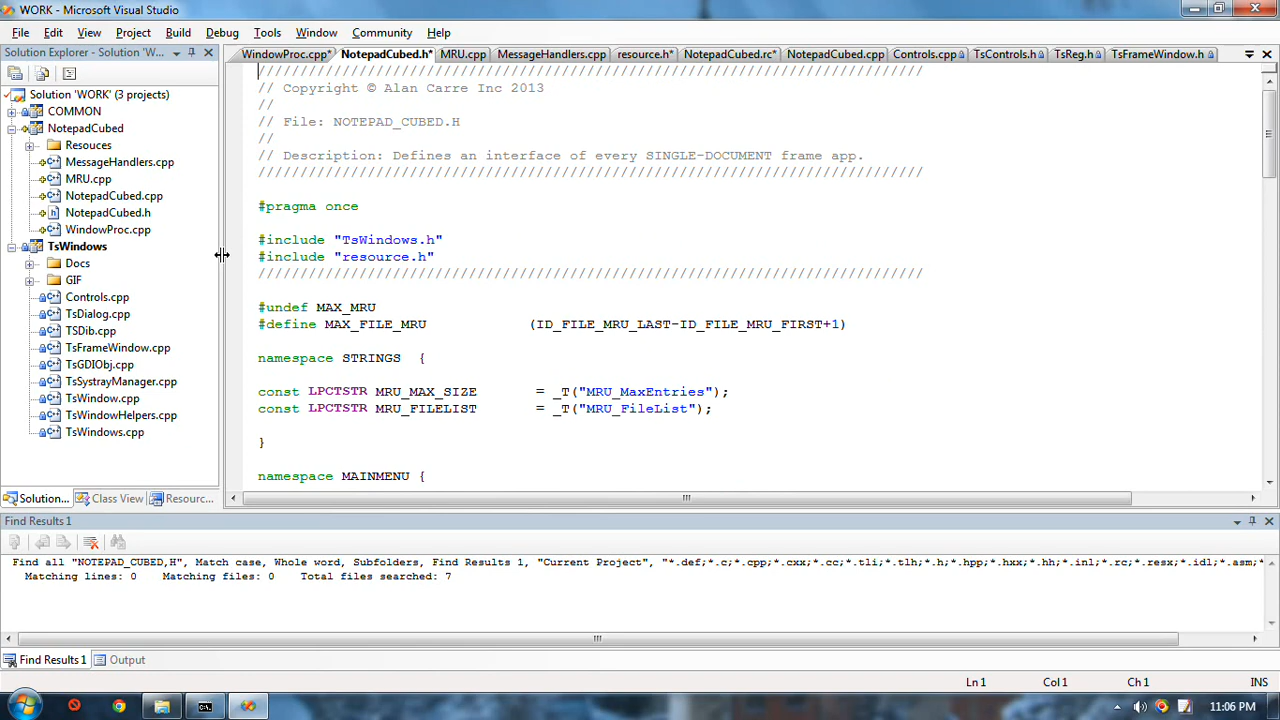 WORK - Microsoft Visual Studio
File Edit View Project Build Debug Tools Window Community Help
Solution Explorer - Solution 'W...
WindowProc.cpp* NotepadCubed.h* MRU.cpp MessageHandlers.cpp resource.h* NotepadCubed.rc* NotepadCubed.cpp Controls.cpp TsControls.h TsReg.h TsFrameWindow.h
Solution 'WORK' (3 projects)
COMMON
NotepadCubed
Resouces
MessageHandlers.cpp
MRU.cpp
NotepadCubed.cpp
NotepadCubed.h
WindowProc.cpp
TsWindows
Docs
GIF
Controls.cpp
TsDialog.cpp
TSDib.cpp
TsFrameWindow.cpp
TsGDIObj.cpp
TsSystrayManager.cpp
TsWindow.cpp
TsWindowHelpers.cpp
TsWindows.cpp
Solution... Class View Resourc...
////////////////////////////////////////////////////////////////////////////////
// Copyright © Alan Carre Inc 2013
//
// File: NOTEPAD_CUBED.H
//
// Description: Defines an interface of every SINGLE-DOCUMENT frame app.
////////////////////////////////////////////////////////////////////////////////
#pragma once
#include "TsWindows.h"
#include "resource.h"
////////////////////////////////////////////////////////////////////////////////
#undef MAX_MRU
#define MAX_FILE_MRU (ID_FILE_MRU_LAST-ID_FILE_MRU_FIRST+1)
namespace STRINGS {
const LPCTSTR MRU_MAX_SIZE = _T("MRU_MaxEntries");
const LPCTSTR MRU_FILELIST = _T("MRU_FileList");
}
namespace MAINMENU {
Find Results 1
Find all "NOTEPAD_CUBED,H", Match case, Whole word, Subfolders, Find Results 1, "Current Project", "*.def;*.c;*.cpp;*.cxx;*.cc;*.tli;*.tlh;*.h;*.hpp;*.hxx;*.hh;*.inl;*.rc;*.resx;*.idl;*.asm;*
Matching lines: 0 Matching files: 0 Total files searched: 7
Find Results 1 Output
Ln 1 Col 1 Ch 1 INS
11:06 PM